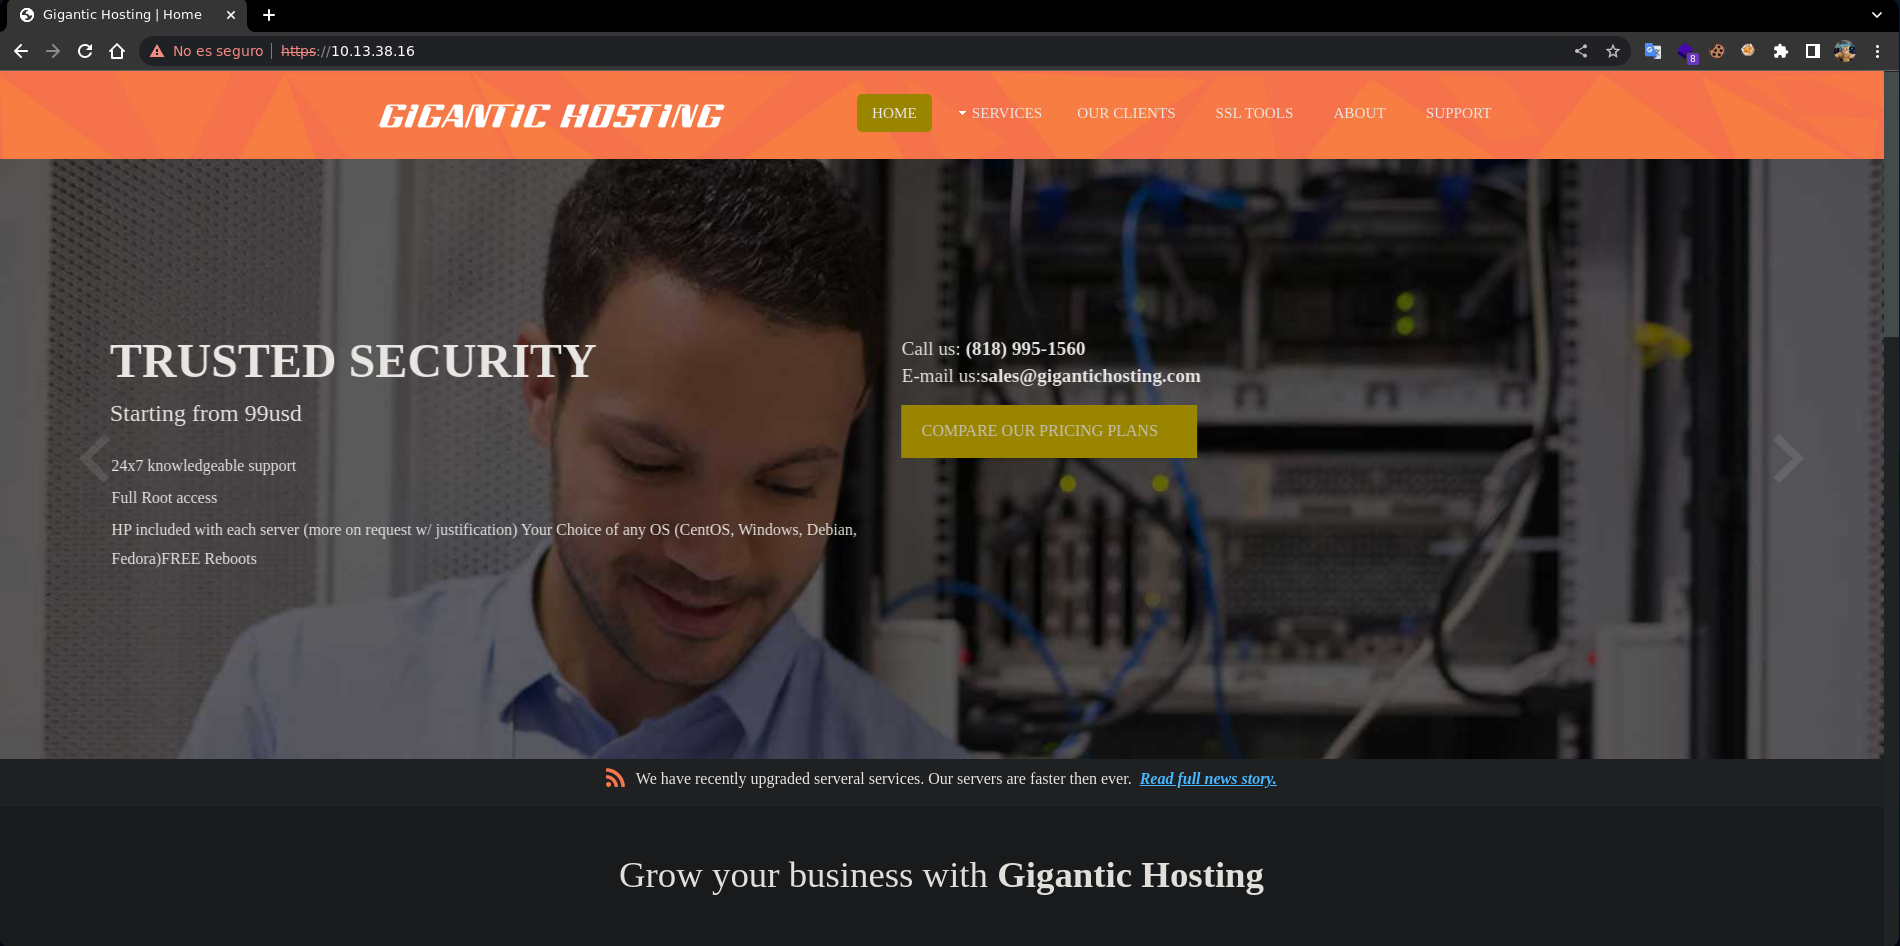 Gigantic Hosting | Home
No es seguro | https://10.13.38.16
8
GIGANTIC HOSTING
HOME
SERVICES
OUR CLIENTS
SSL TOOLS
ABOUT
SUPPORT
TRUSTED SECURITY
Starting from 99usd
24x7 knowledgeable support
Full Root access
HP included with each server (more on request w/ justification) Your Choice of any OS (CentOS, Windows, Debian,
Fedora)FREE Reboots
Call us: (818) 995-1560
E-mail us:sales@gigantichosting.com
COMPARE OUR PRICING PLANS
We have recently upgraded serveral services. Our servers are faster then ever. Read full news story.
Grow your business with Gigantic Hosting